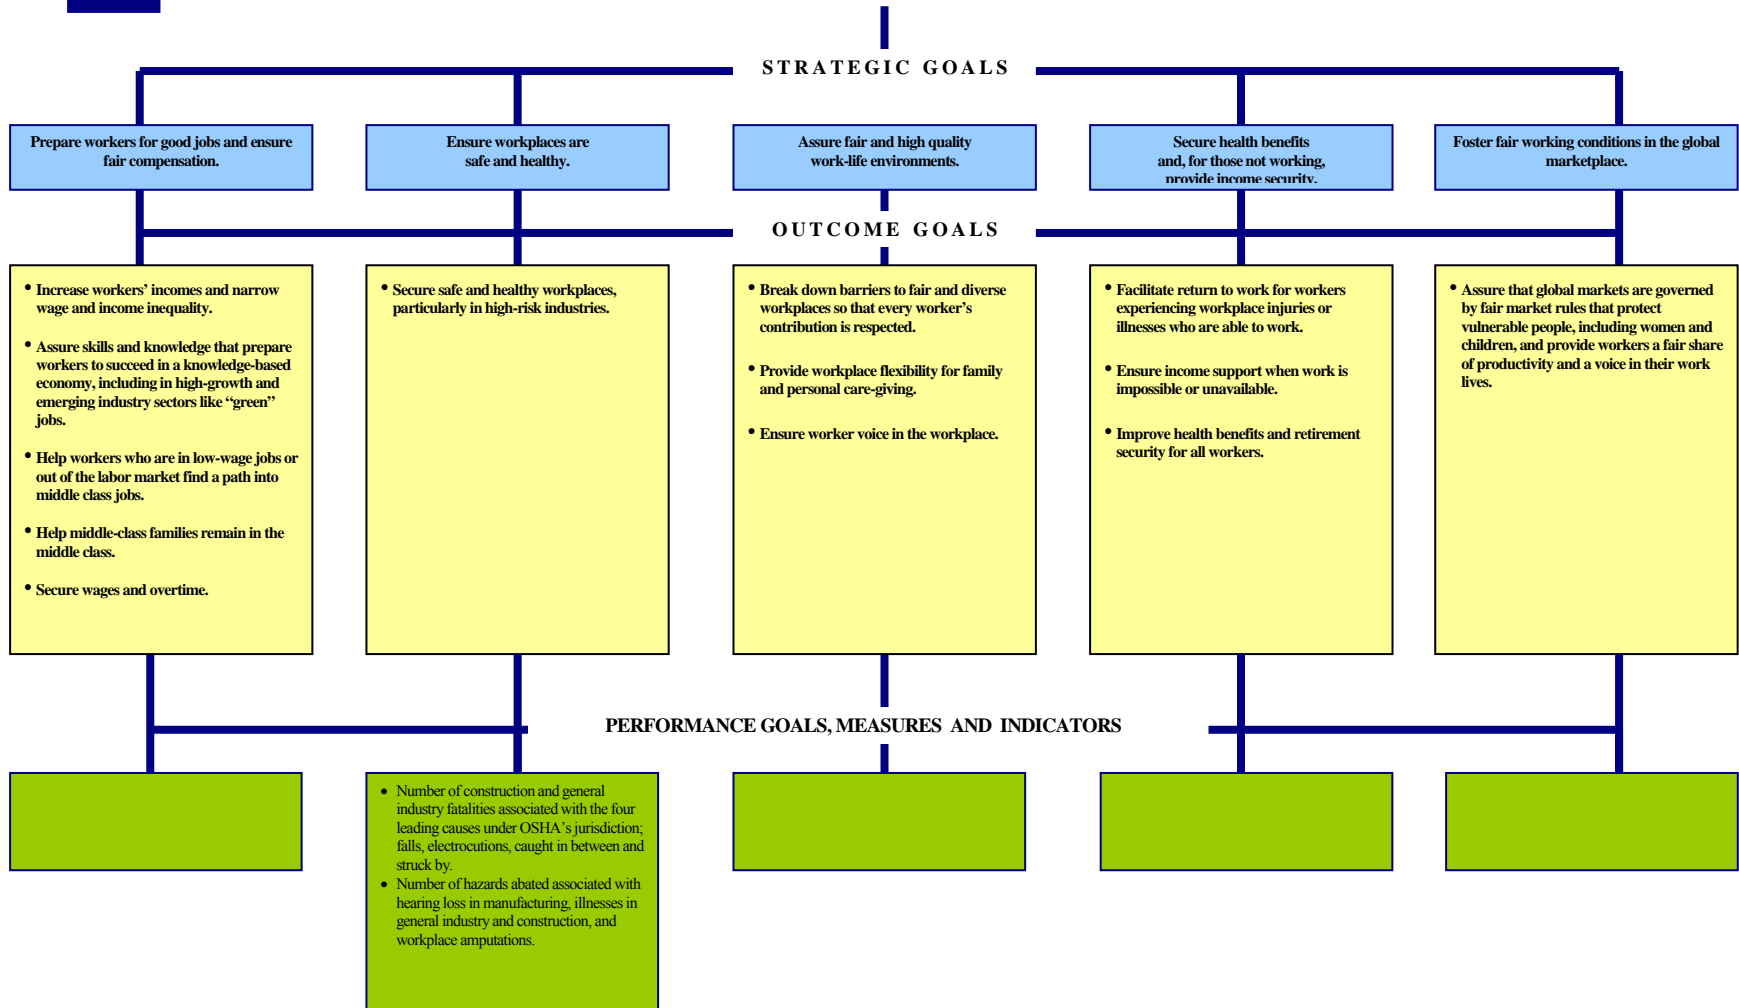 STRATEGIC GOALS
Prepare workers for good jobs and ensure
fair compensation.
Ensure workplaces are
safe and healthy.
Assure fair and high quality
work-life environments.
Secure health benefits
and, for those not working,
provide income security.
Foster fair working conditions in the global
marketplace.
OUTCOME GOALS
• Increase workers’ incomes and narrow
wage and income inequality.
• Assure skills and knowledge that prepare
workers to succeed in a knowledge-based
economy, including in high-growth and
emerging industry sectors like “green”
jobs.
• Help workers who are in low-wage jobs or
out of the labor market find a path into
middle class jobs.
• Help middle-class families remain in the
middle class.
• Secure wages and overtime.
• Secure safe and healthy workplaces,
particularly in high-risk industries.
• Break down barriers to fair and diverse
workplaces so that every worker’s
contribution is respected.
• Provide workplace flexibility for family
and personal care-giving.
• Ensure worker voice in the workplace.
• Facilitate return to work for workers
experiencing workplace injuries or
illnesses who are able to work.
• Ensure income support when work is
impossible or unavailable.
• Improve health benefits and retirement
security for all workers.
• Assure that global markets are governed
by fair market rules that protect
vulnerable people, including women and
children, and provide workers a fair share
of productivity and a voice in their work
lives.
PERFORMANCE GOALS, MEASURES AND INDICATORS
• Number of construction and general
industry fatalities associated with the four
leading causes under OSHA’s jurisdiction;
falls, electrocutions, caught in between and
struck by.
• Number of hazards abated associated with
hearing loss in manufacturing, illnesses in
general industry and construction, and
workplace amputations.